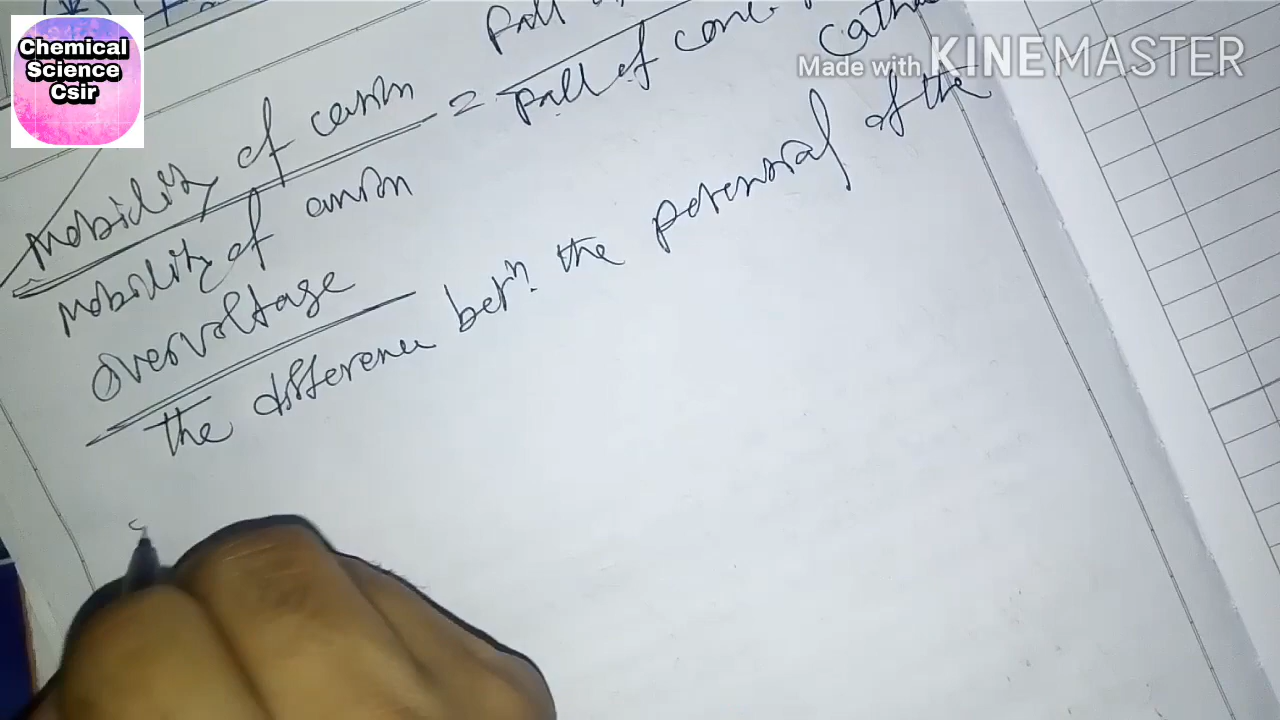 Chemical
Science
Csir
Made with KINEMASTER
Fall
mobility of cation = Fall of conc.
mobility of anion
overvoltage
the difference betn. the potential of the